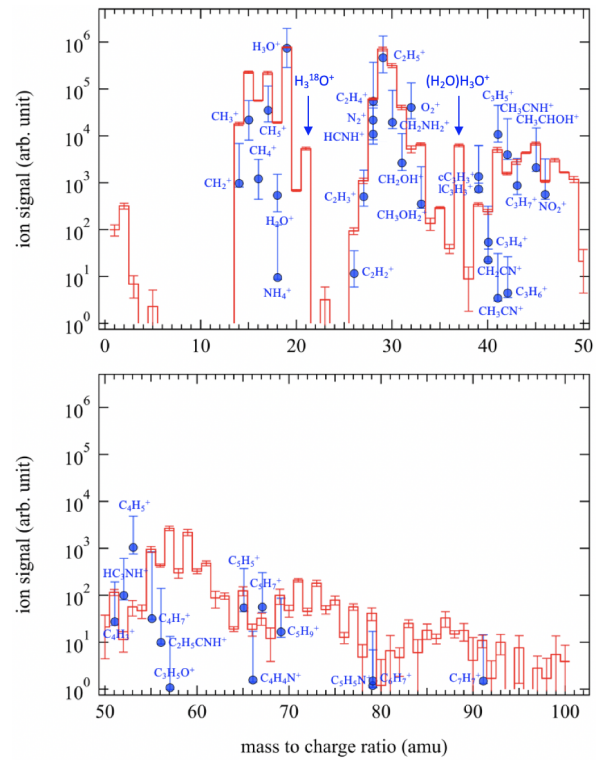 ion signal (arb. unit)
10⁶
10⁵
10⁴
10³
10²
10¹
10⁰
H₃O⁺
H₃¹⁸O⁺
C₂H₅⁺
(H₂O)H₃O⁺
C₂H₄⁺
O₂⁺
C₃H₅⁺
CH₃CNH⁺
CH₃CHOH⁺
CH₃⁺
N₂⁺
CH₅⁺
CH₂NH₂⁺
HCNH⁺
CH₄⁺
CH₂⁺
CH₂OH⁺
cC₃H₃⁺
lC₃H₃⁺
C₂H₃⁺
H₂O⁺
CH₃OH₂⁺
C₃H₇⁺
NO₂⁺
C₃H₄⁺
C₂H₂⁺
CH₂CN⁺
NH₄⁺
C₃H₆⁺
CH₃CN⁺
0 10 20 30 40 50
ion signal (arb. unit)
10⁶
10⁵
10⁴
10³
10²
10¹
10⁰
C₄H₅⁺
HC₃NH⁺
C₅H₅⁺
C₅H₇⁺
C₄H₇⁺
C₅H₉⁺
C₂H₅CNH⁺
C₃H₅O⁺
C₄H₄N⁺
C₅H₅N⁺
C₆H₇⁺
C₇H₇⁺
50 60 70 80 90 100
mass to charge ratio (amu)